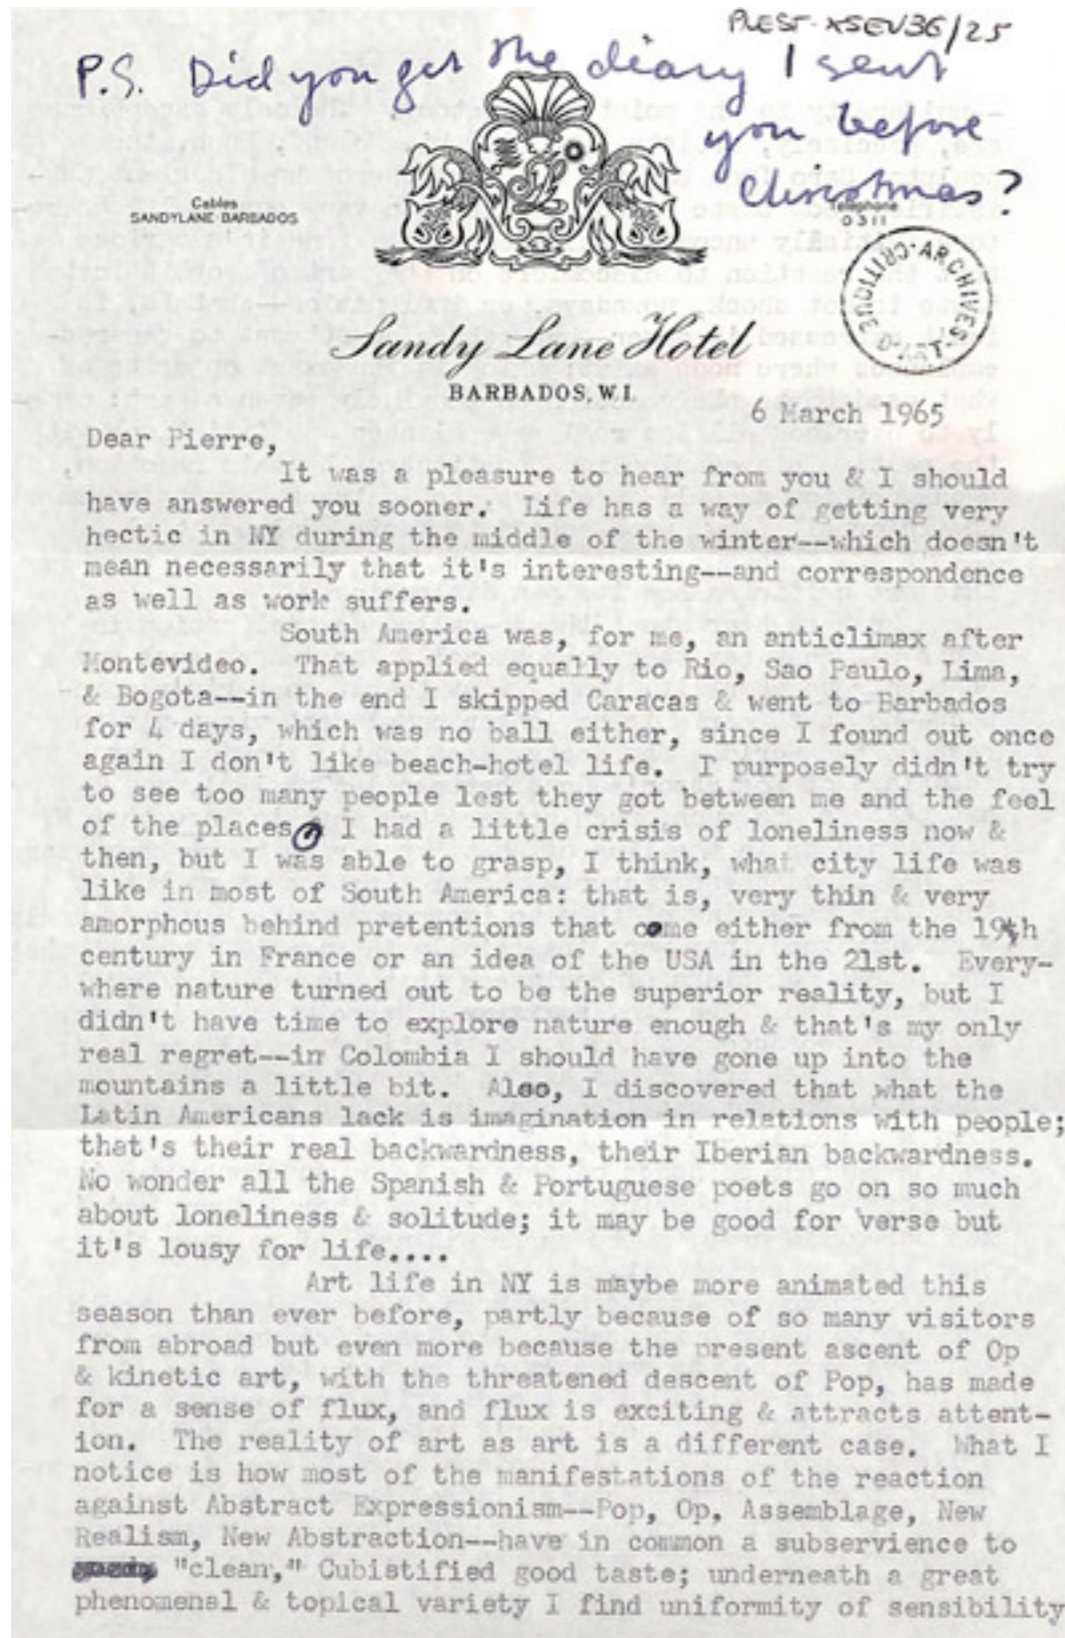 PREST-XSEV36/25
P.S. Did you get the diary I sent
you before
Christmas?
Cables
SANDYLANE BARBADOS
Telephone
0311
ARCHIVES
CRITIQUE
D'ART
Sandy Lane Hotel
BARBADOS, W.I.
6 March 1965
Dear Pierre,
It was a pleasure to hear from you & I should
have answered you sooner. Life has a way of getting very
hectic in NY during the middle of the winter--which doesn't
mean necessarily that it's interesting--and correspondence
as well as work suffers.
South America was, for me, an anticlimax after
Montevideo. That applied equally to Rio, Sao Paulo, Lima,
& Bogota--in the end I skipped Caracas & went to Barbados
for 4 days, which was no ball either, since I found out once
again I don't like beach-hotel life. I purposely didn't try
to see too many people lest they got between me and the feel
of the places. I had a little crisis of loneliness now &
then, but I was able to grasp, I think, what city life was
like in most of South America: that is, very thin & very
amorphous behind pretentions that come either from the 19th
century in France or an idea of the USA in the 21st. Every-
where nature turned out to be the superior reality, but I
didn't have time to explore nature enough & that's my only
real regret--in Colombia I should have gone up into the
mountains a little bit. Also, I discovered that what the
Latin Americans lack is imagination in relations with people;
that's their real backwardness, their Iberian backwardness.
No wonder all the Spanish & Portuguese poets go on so much
about loneliness & solitude; it may be good for verse but
it's lousy for life....
Art life in NY is maybe more animated this
season than ever before, partly because of so many visitors
from abroad but even more because the present ascent of Op
& kinetic art, with the threatened descent of Pop, has made
for a sense of flux, and flux is exciting & attracts attent-
ion. The reality of art as art is a different case. What I
notice is how most of the manifestations of the reaction
against Abstract Expressionism--Pop, Op, Assemblage, New
Realism, New Abstraction--have in common a subservience to
"clean," Cubistified good taste; underneath a great
phenomenal & topical variety I find uniformity of sensibility